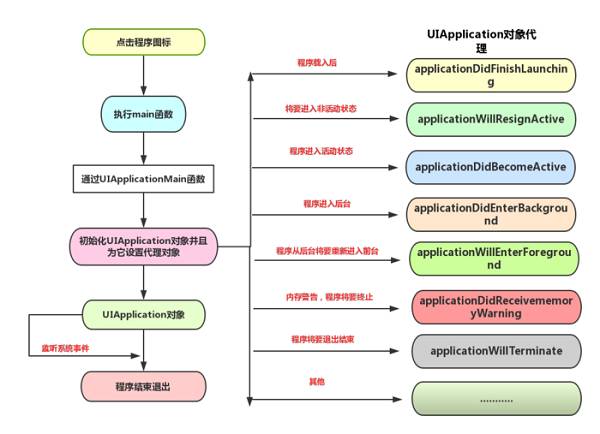 点击程序图标
执行main函数
通过UIApplicationMain函数
初始化UIApplication对象并且
为它设置代理对象
UIApplication对象
监听系统事件
程序结束退出
UIApplication对象代
理
程序载入后
applicationDidFinishLaunchin
g
将要进入非活动状态
applicationWillResignActive
程序进入活动状态
applicationDidBecomeActive
程序进入后台
applicationDidEnterBackgroun
d
程序从后台将要重新进入前台
applicationWillEnterForegrou
nd
内存警告，程序将要终止
applicationDidReceivememor
yWarning
程序将要退出结束
applicationWillTerminate
其他
...........